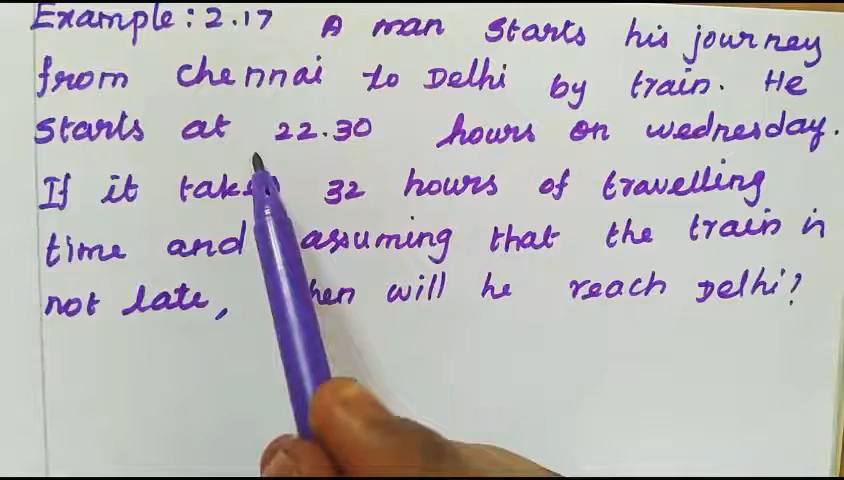 Example: 2.17 A man starts his journey
from Chennai to Delhi by train. He
starts at 22.30 hours on wednesday.
If it 32 hours of travelling
time and assuming that the train is
not late, will he reach Delhi?